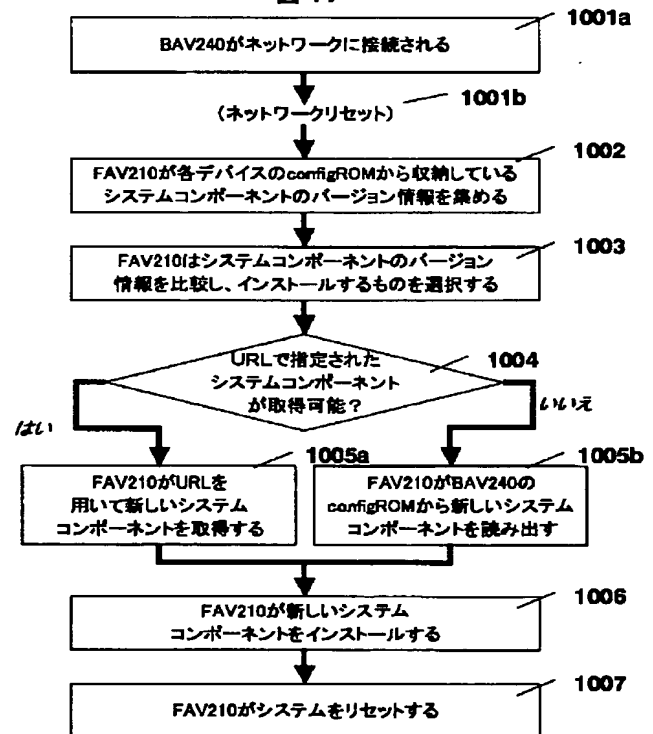 1001a
BAV240がネットワークに接続される
1001b
(ネットワークリセット)
1002
FAV210が各デバイスのconfigROMから収納している
システムコンポーネントのバージョン情報を集める
1003
FAV210はシステムコンポーネントのバージョン
情報を比較し、インストールするものを選択する
1004
URLで指定された
システムコンポーネント
が取得可能？
はい
いいえ
1005a
FAV210がURLを
用いて新しいシステム
コンポーネントを取得する
1005b
FAV210がBAV240の
configROMから新しいシステム
コンポーネントを読み出す
1006
FAV210が新しいシステム
コンポーネントをインストールする
1007
FAV210がシステムをリセットする